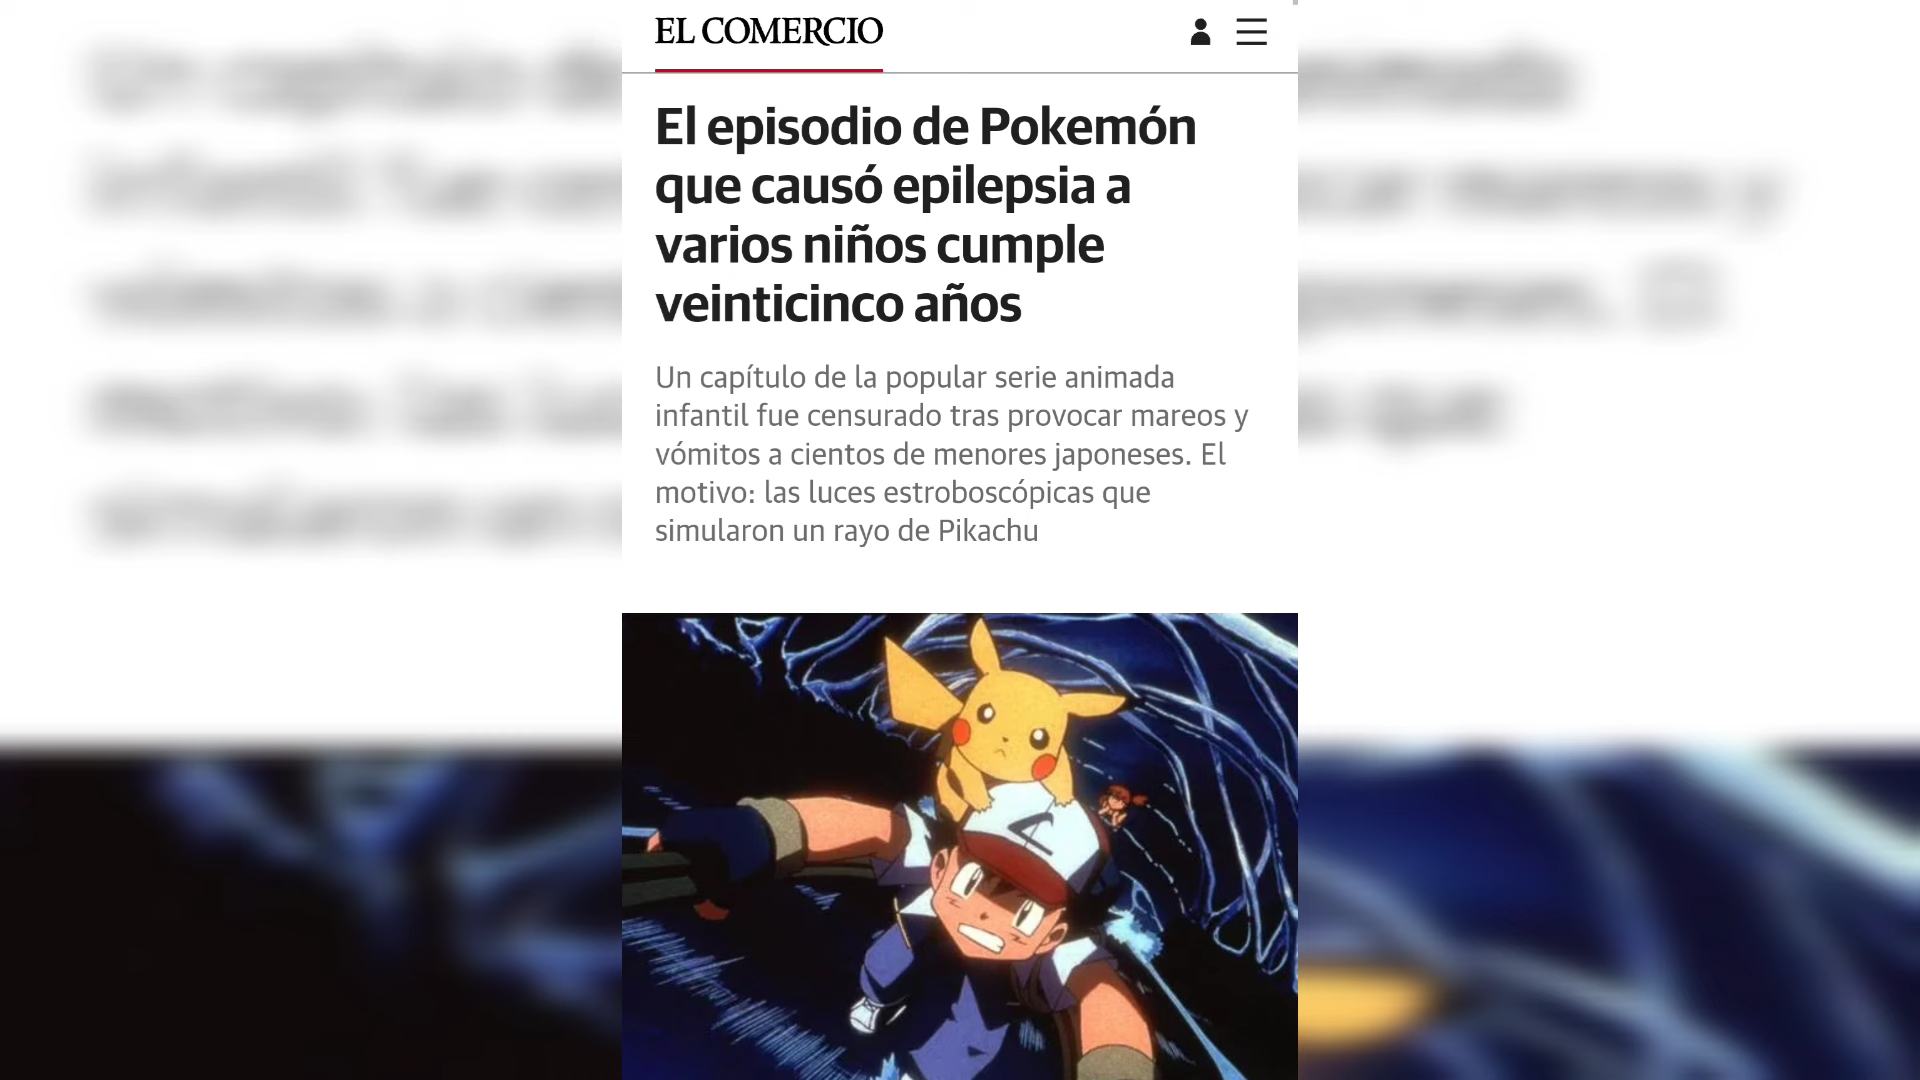 EL COMERCIO
El episodio de Pokemón
que causó epilepsia a
varios niños cumple
veinticinco años
Un capítulo de la popular serie animada
infantil fue censurado tras provocar mareos y
vómitos a cientos de menores japoneses. El
motivo: las luces estroboscópicas que
simularon un rayo de Pikachu